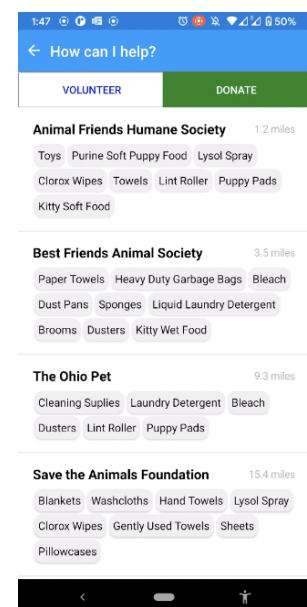 1:47 50%
How can I help?
VOLUNTEER DONATE
Animal Friends Humane Society 1.2 miles
Toys Purine Soft Puppy Food Lysol Spray
Clorox Wipes Towels Lint Roller Puppy Pads
Kitty Soft Food
Best Friends Animal Society 3.5 miles
Paper Towels Heavy Duty Garbage Bags Bleach
Dust Pans Sponges Liquid Laundry Detergent
Brooms Dusters Kitty Wet Food
The Ohio Pet 9.3 miles
Cleaning Suplies Laundry Detergent Bleach
Dusters Lint Roller Puppy Pads
Save the Animals Foundation 15.4 miles
Blankets Washcloths Hand Towels Lysol Spray
Clorox Wipes Gently Used Towels Sheets
Pillowcases